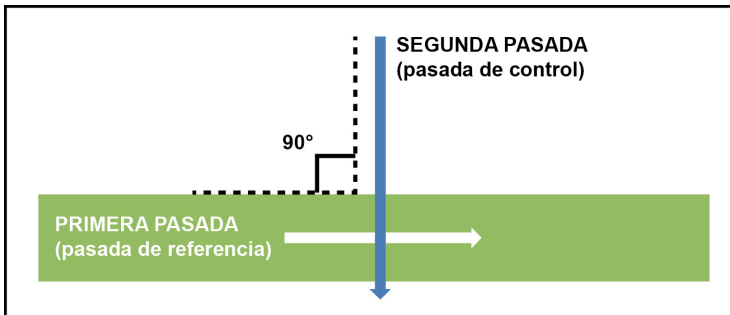 SEGUNDA PASADA
(pasada de control)
90°
PRIMERA PASADA
(pasada de referencia)